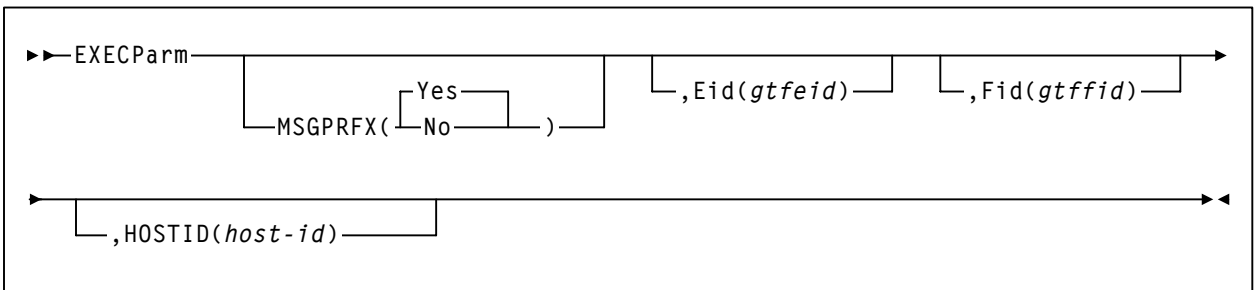 EXECParm
MSGPRFX( Yes
No )
,Eid(gtfeid)
,Fid(gtffid)
,HOSTID(host-id)